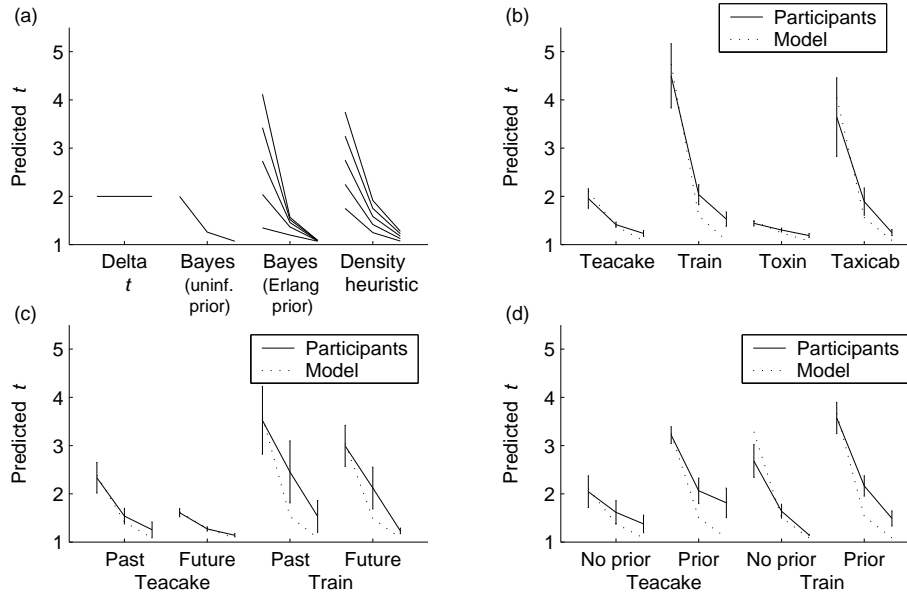 (a)
5
4
3
2
1
Predicted t
Delta
t
Bayes
(uninf.
prior)
Bayes
(Erlang
prior)
Density
heuristic
(b)
Participants
Model
5
4
3
2
1
Predicted t
Teacake
Train
Toxin
Taxicab
(c)
Participants
Model
5
4
3
2
1
Predicted t
Past
Future
Past
Future
Teacake
Train
(d)
Participants
Model
5
4
3
2
1
Predicted t
No prior
Prior
No prior
Prior
Teacake
Train